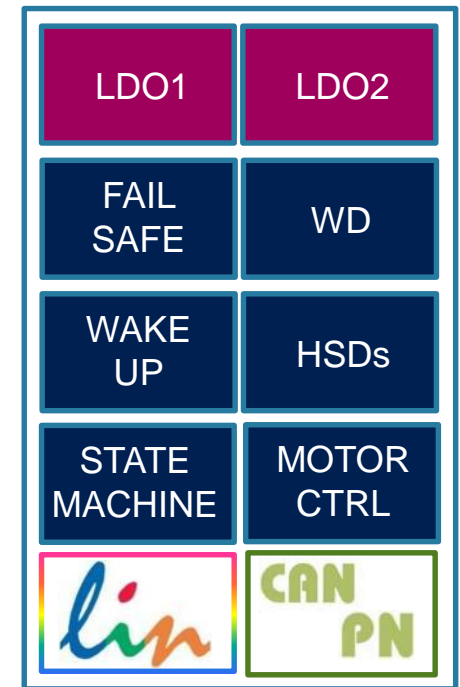 LDO1 LDO2
FAIL
SAFE
WD
WAKE
UP
HSDs
STATE
MACHINE
MOTOR
CTRL
lin
CAN
PN